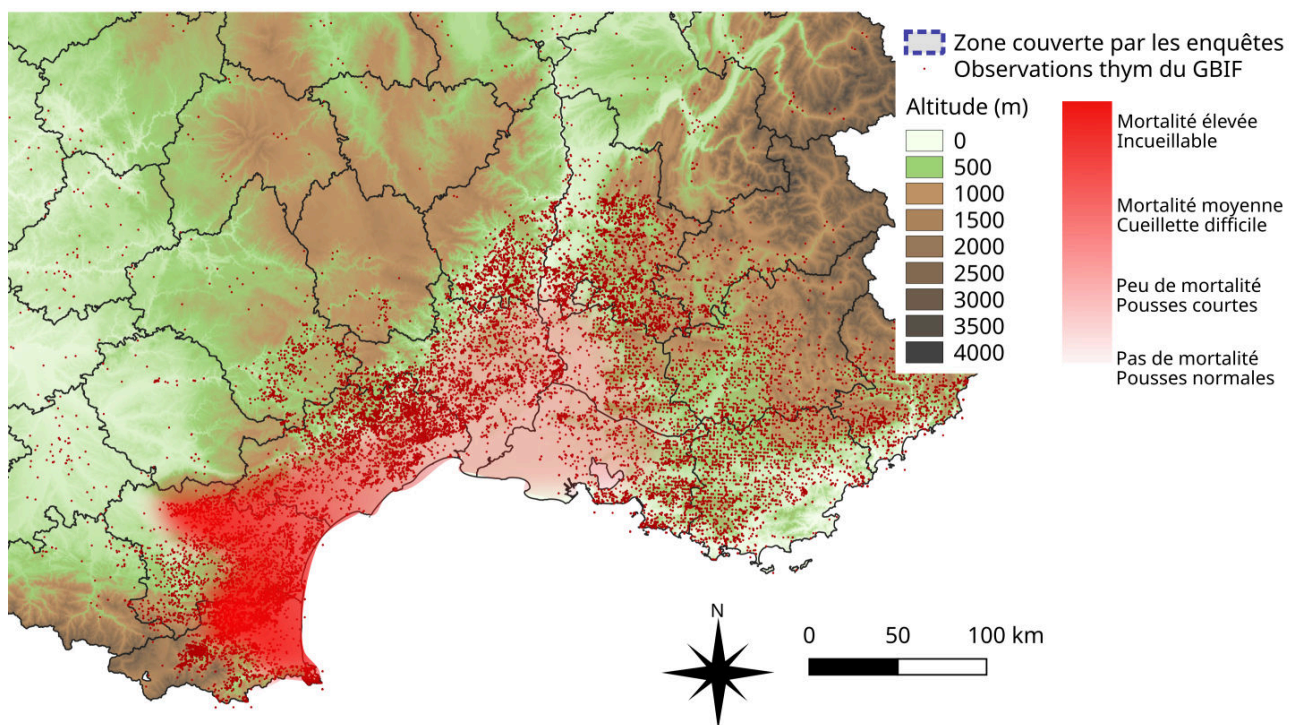 Zone couverte par les enquêtes
Observations thym du GBIF
Altitude (m)
0
500
1000
1500
2000
2500
3000
3500
4000
Mortalité élevée
Incueillable
Mortalité moyenne
Cueillette difficile
Peu de mortalité
Pousses courtes
Pas de mortalité
Pousses normales
N
0 50 100 km